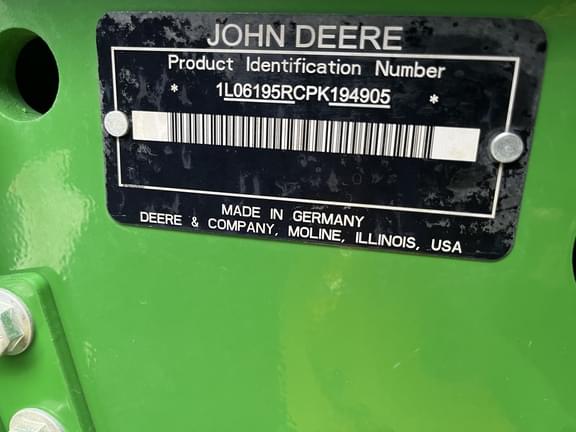 JOHN DEERE
Product Identification Number
* 1L06195RCPK194905 *
MADE IN GERMANY
DEERE & COMPANY, MOLINE, ILLINOIS, USA